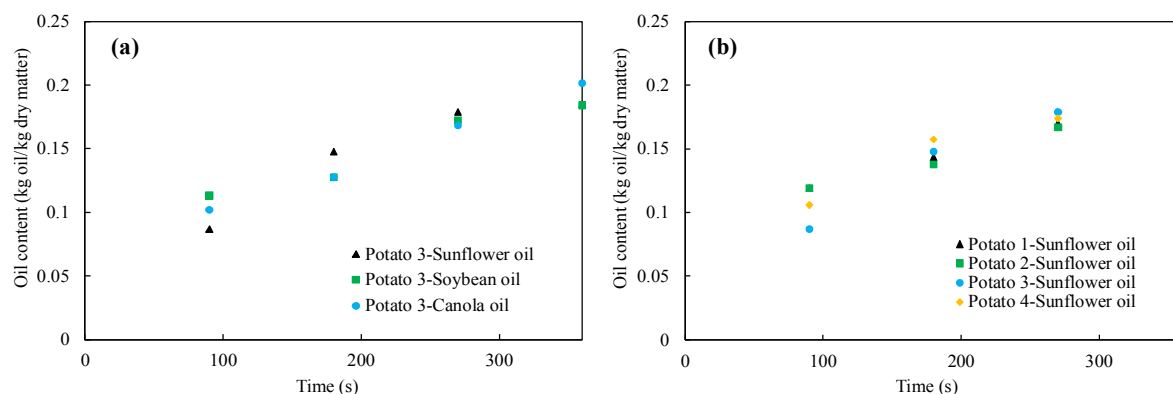 (a)
Oil content (kg oil/kg dry matter)
0.25
0.2
0.15
0.1
0.05
0
0
100
200
300
Time (s)
Potato 3-Sunflower oil
Potato 3-Soybean oil
Potato 3-Canola oil
(b)
Oil content (kg oil/kg dry matter)
0.25
0.2
0.15
0.1
0.05
0
0
100
200
300
Time (s)
Potato 1-Sunflower oil
Potato 2-Sunflower oil
Potato 3-Sunflower oil
Potato 4-Sunflower oil